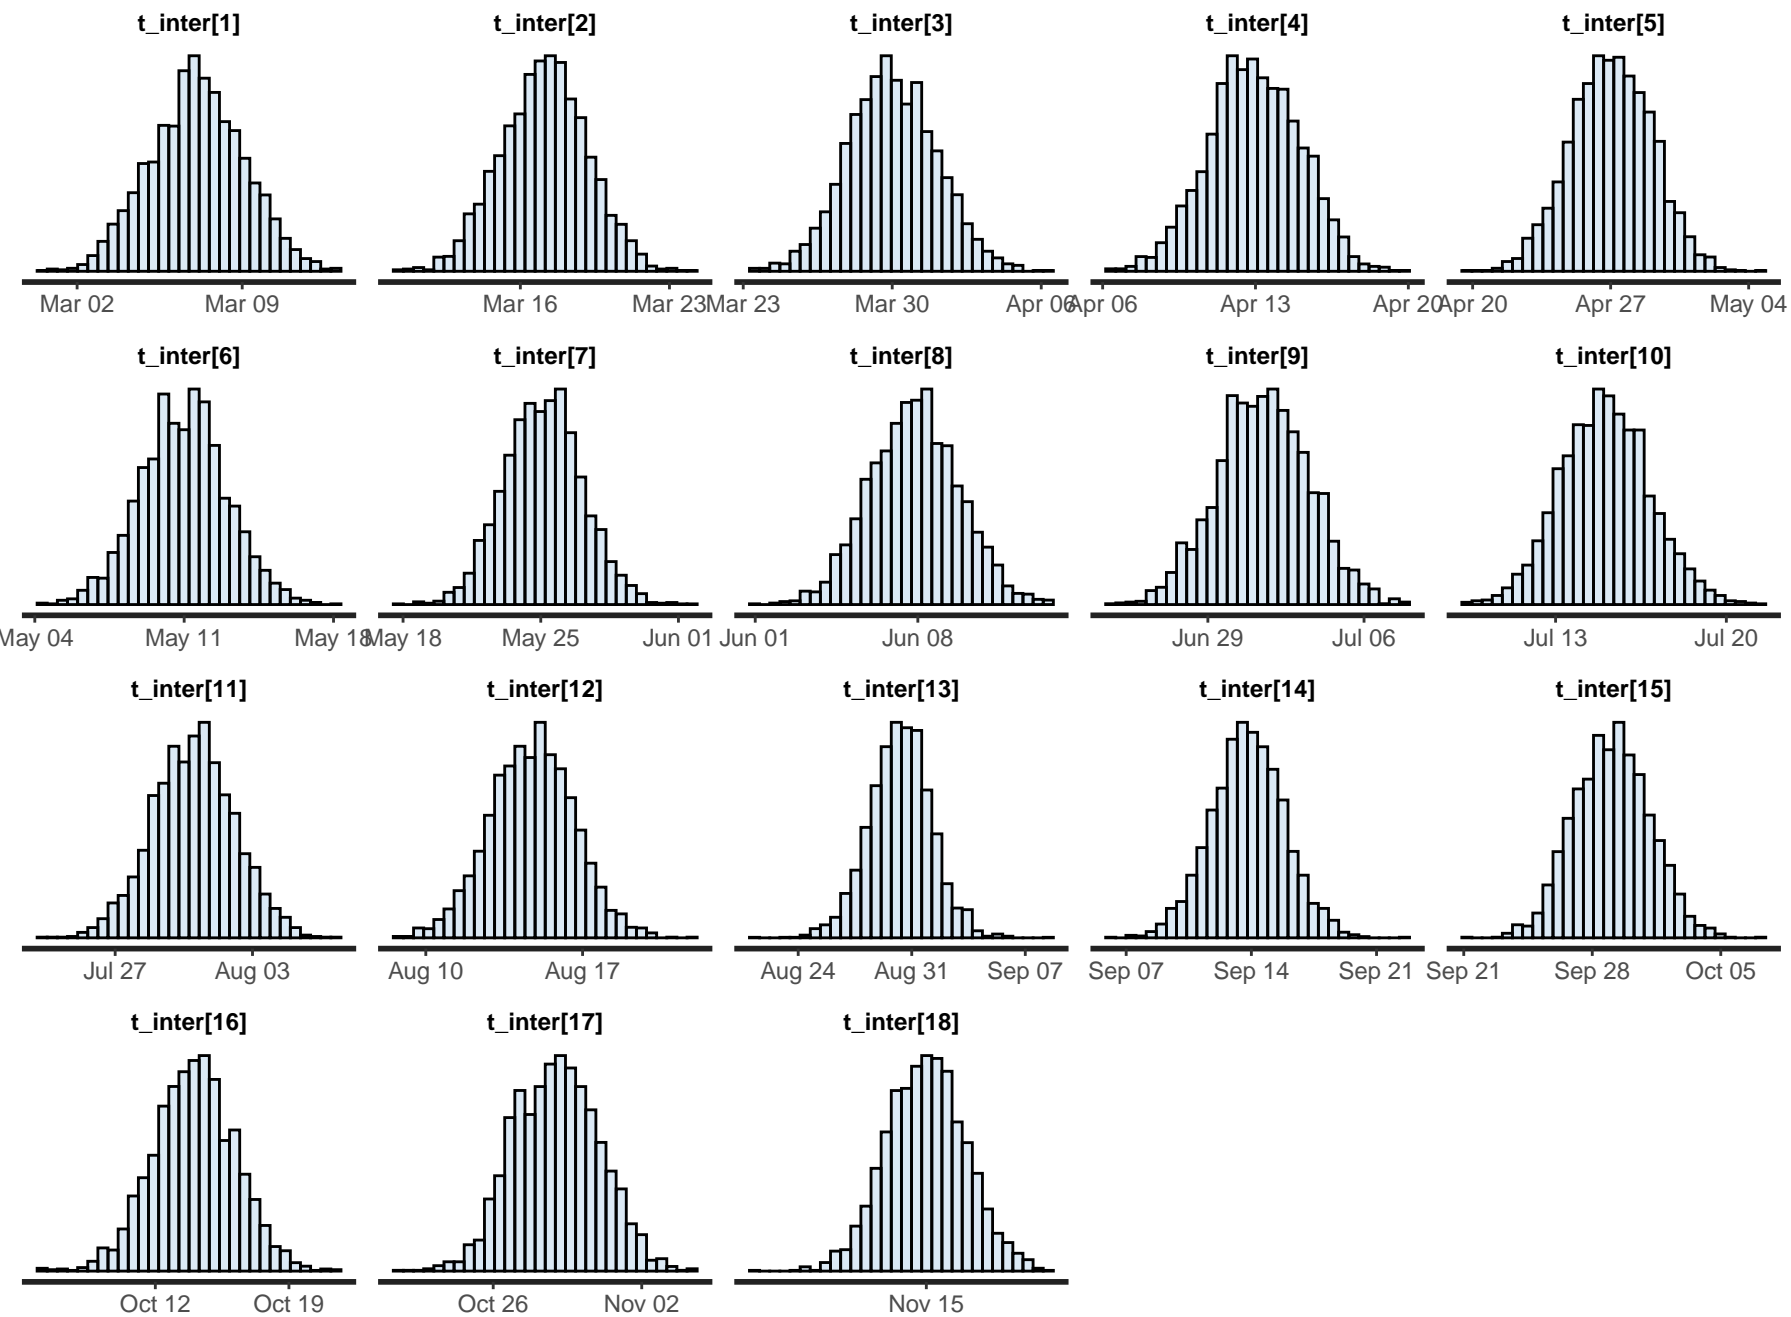 t_inter[1] t_inter[2] t_inter[3] t_inter[4] t_inter[5]
Mar 02 Mar 09 Mar 16 Mar 23 Mar 23 Mar 30 Apr 06 Apr 06 Apr 13 Apr 20 Apr 20 Apr 27 May 04
t_inter[6] t_inter[7] t_inter[8] t_inter[9] t_inter[10]
May 04 May 11 May 18 May 18 May 25 Jun 01 Jun 01 Jun 08 Jun 29 Jul 06 Jul 13 Jul 20
t_inter[11] t_inter[12] t_inter[13] t_inter[14] t_inter[15]
Jul 27 Aug 03 Aug 10 Aug 17 Aug 24 Aug 31 Sep 07 Sep 07 Sep 14 Sep 21 Sep 21 Sep 28 Oct 05
t_inter[16] t_inter[17] t_inter[18]
Oct 12 Oct 19 Oct 26 Nov 02 Nov 15